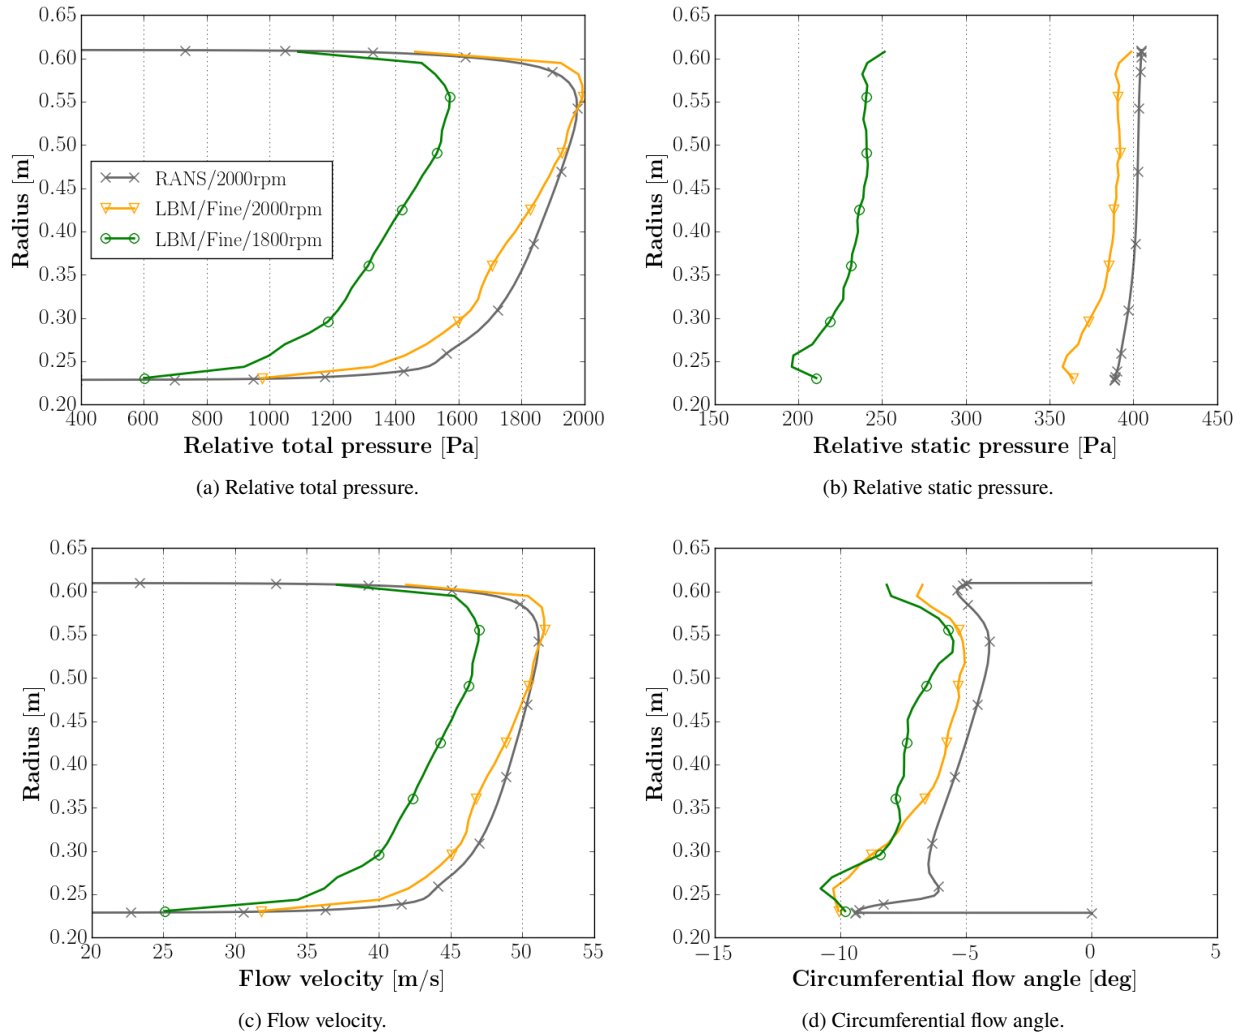 0.65
0.60
0.55
0.50
0.45
0.40
0.35
0.30
0.25
0.20
Radius [m]
RANS/2000rpm
LBM/Fine/2000rpm
LBM/Fine/1800rpm
400 600 800 1000 1200 1400 1600 1800 2000
Relative total pressure [Pa]
(a) Relative total pressure.
0.65
0.60
0.55
0.50
0.45
0.40
0.35
0.30
0.25
0.20
Radius [m]
150 200 250 300 350 400 450
Relative static pressure [Pa]
(b) Relative static pressure.
0.65
0.60
0.55
0.50
0.45
0.40
0.35
0.30
0.25
0.20
Radius [m]
20 25 30 35 40 45 50 55
Flow velocity [m/s]
(c) Flow velocity.
0.65
0.60
0.55
0.50
0.45
0.40
0.35
0.30
0.25
0.20
Radius [m]
−15 −10 −5 0 5
Circumferential flow angle [deg]
(d) Circumferential flow angle.